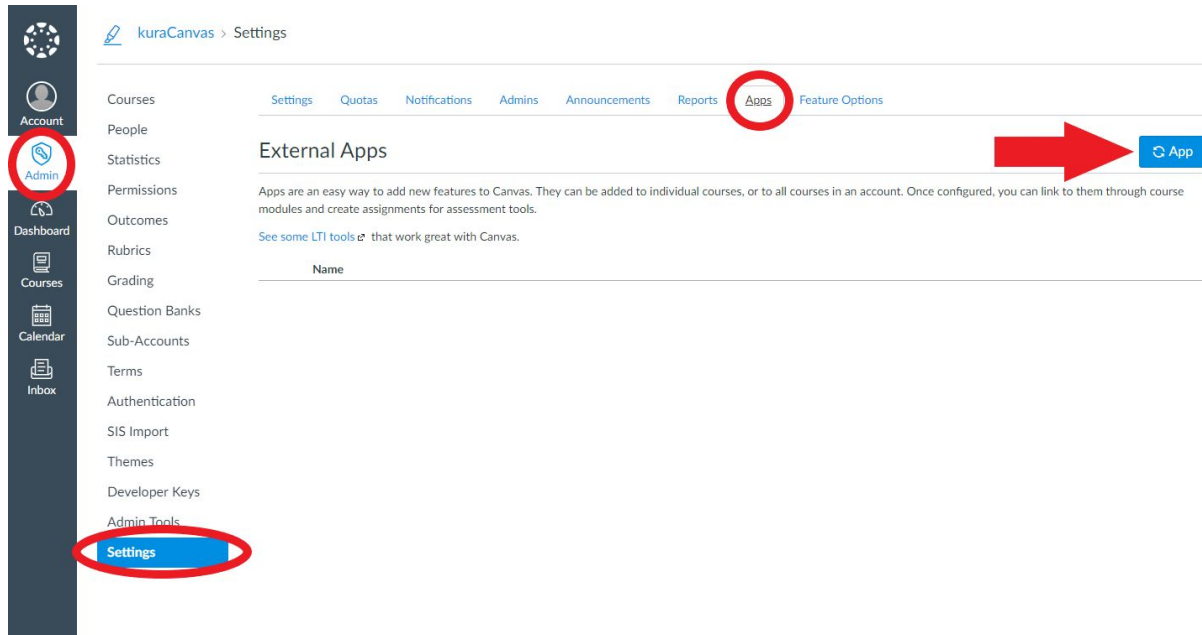 kuraCanvas > Settings
Account
Admin
Dashboard
Courses
Calendar
Inbox
Courses
People
Statistics
Permissions
Outcomes
Rubrics
Grading
Question Banks
Sub-Accounts
Terms
Authentication
SIS Import
Themes
Developer Keys
Admin Tools
Settings
Settings Quotas Notifications Admins Announcements Reports Apps Feature Options
External Apps
App
Apps are an easy way to add new features to Canvas. They can be added to individual courses, or to all courses in an account. Once configured, you can link to them through course
modules and create assignments for assessment tools.
See some LTI tools that work great with Canvas.
Name